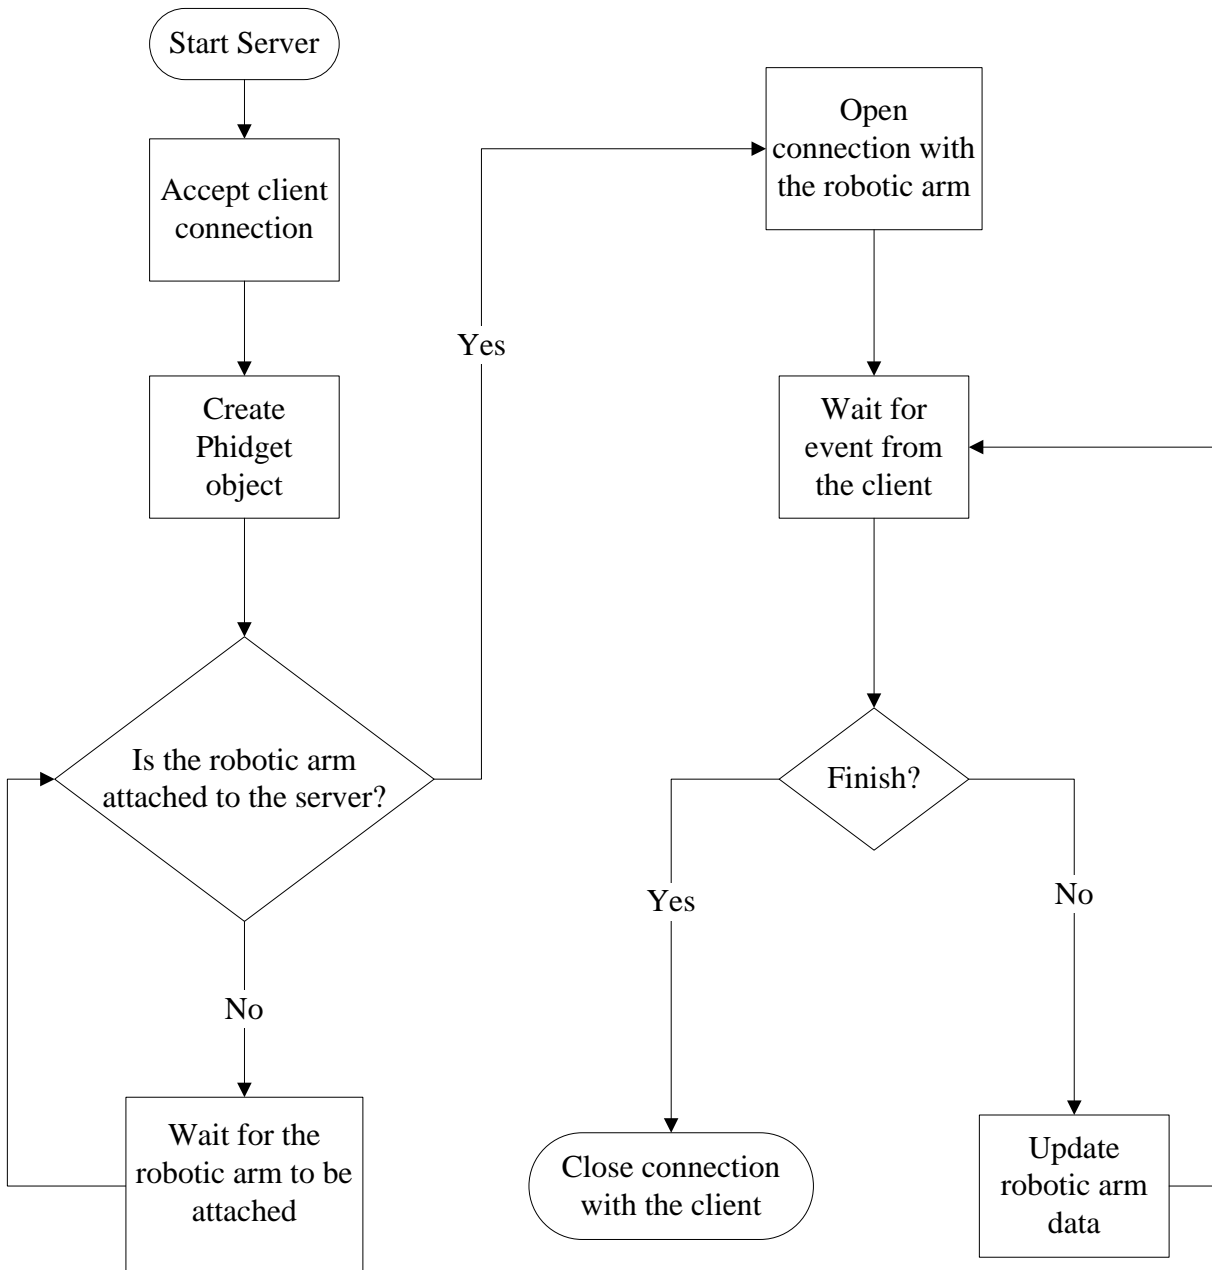 Start Server
Accept client
connection
Create
Phidget
object
Is the robotic arm
attached to the server?
No
Wait for the
robotic arm to be
attached
Yes
Open
connection with
the robotic arm
Wait for
event from
the client
Finish?
Yes
No
Close connection
with the client
Update
robotic arm
data